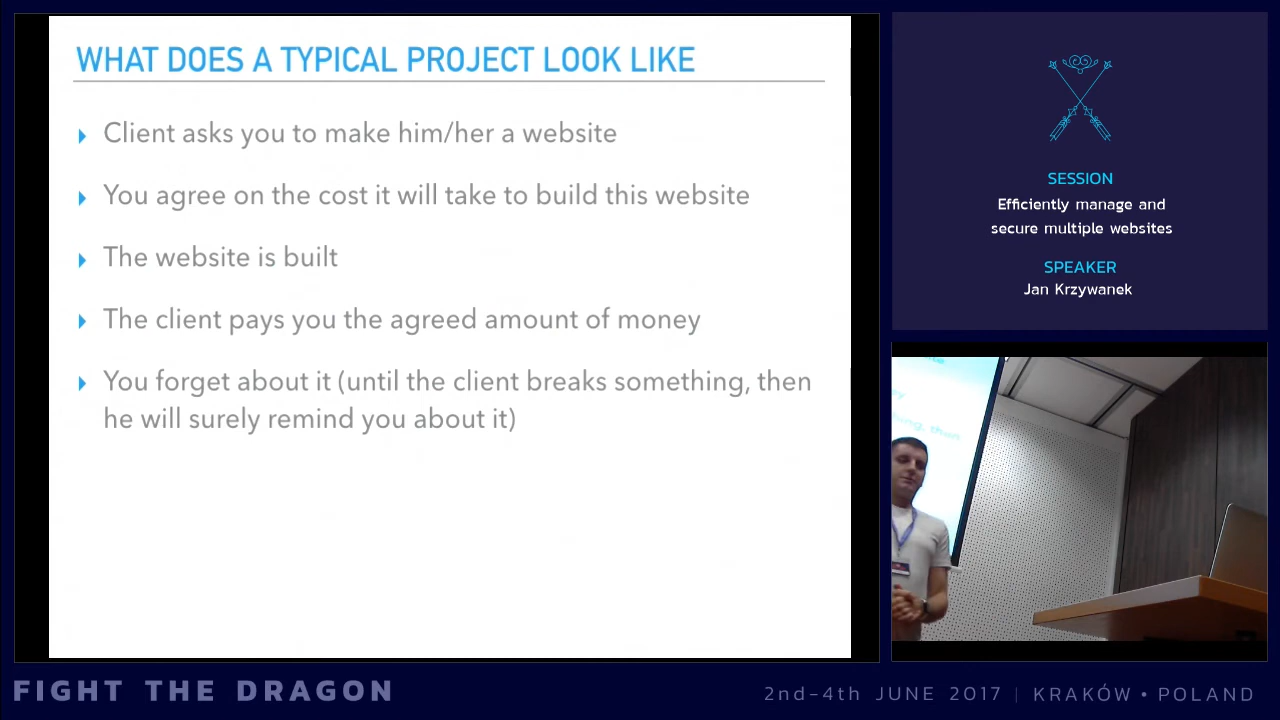 WHAT DOES A TYPICAL PROJECT LOOK LIKE
Client asks you to make him/her a website
You agree on the cost it will take to build this website
The website is built
The client pays you the agreed amount of money
You forget about it (until the client breaks something, then
he will surely remind you about it)
SESSION
Efficiently manage and
secure multiple websites
SPEAKER
Jan Krzywanek
FIGHT THE DRAGON
2nd-4th JUNE 2017 | KRAKÓW • POLAND